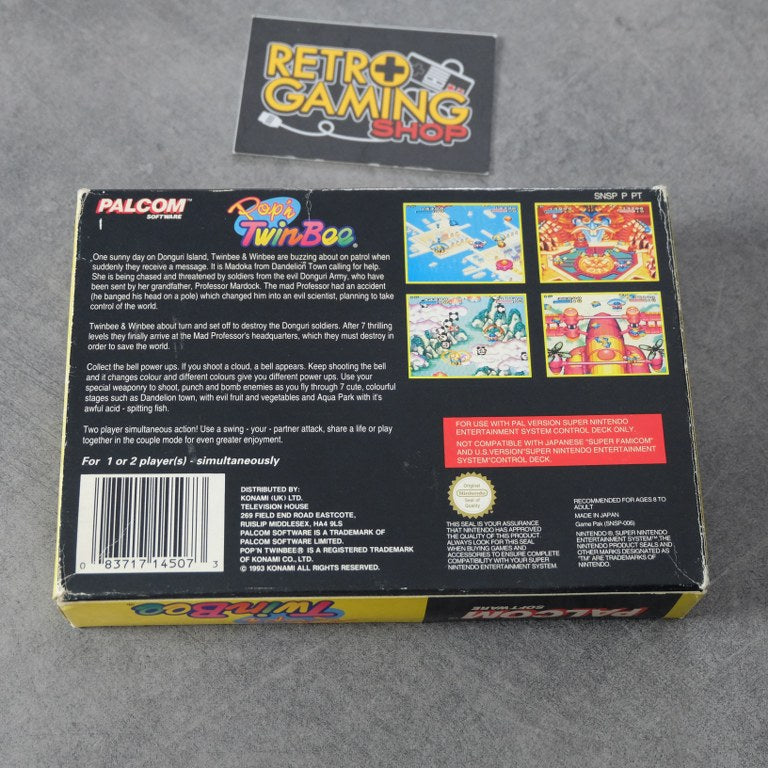 RETRO
GAMING
SHOP
PALCOM™
SOFTWARE
Pop'n
TwinBee®
SNSP P PT
One sunny day on Donguri Island, Twinbee & Winbee are buzzing about on patrol when
suddenly they receive a message. It is Madoka from Dandelion Town calling for help.
She is being chased and threatened by soldiers from the evil Donguri Army, who have
been sent by her grandfather, Professor Mardock. The mad Professor had an accident
(he banged his head on a pole) which changed him into an evil scientist, planning to take
control of the world.
Twinbee & Winbee about turn and set off to destroy the Donguri soldiers. After 7 thrilling
levels they finally arrive at the Mad Professor's headquarters, which they must destroy in
order to save the world.
Collect the bell power ups. If you shoot a cloud, a bell appears. Keep shooting the bell
and it changes colour and different colours give you different power ups. Use your
special weaponry to shoot, punch and bomb enemies as you fly through 7 cute, colourful
stages such as Dandelion town, with evil fruit and vegetables and Aqua Park with it's
awful acid - spitting fish.
Two player simultaneous action! Use a swing - your - partner attack, share a life or play
together in the couple mode for even greater enjoyment.
For 1 or 2 player(s) - simultaneously
FOR USE WITH PAL VERSION SUPER NINTENDO
ENTERTAINMENT SYSTEM CONTROL DECK ONLY.
NOT COMPATIBLE WITH JAPANESE "SUPER FAMICOM"
AND U.S.VERSION"SUPER NINTENDO ENTERTAINMENT
SYSTEM"CONTROL DECK.
0 83717 14507 3
DISTRIBUTED BY:
KONAMI (UK) LTD.
TELEVISION HOUSE
269 FIELD END ROAD EASTCOTE,
RUISLIP MIDDLESEX, HA4 9LS
PALCOM SOFTWARE IS A TRADEMARK OF
PALCOM SOFTWARE LIMITED.
POP'N TWINBEE® IS A REGISTERED TRADEMARK
OF KONAMI CO., LTD.
© 1993 KONAMI ALL RIGHTS RESERVED.
Original
Nintendo
Seal of
Quality
THIS SEAL IS YOUR ASSURANCE
THAT NINTENDO HAS APPROVED
THE QUALITY OF THIS PRODUCT.
ALWAYS LOOK FOR THIS SEAL
WHEN BUYING GAMES AND
ACCESSORIES TO ENSURE COMPLETE
COMPATIBILITY WITH YOUR SUPER
NINTENDO ENTERTAINMENT SYSTEM.
RECOMMENDED FOR AGES 8 TO
ADULT
MADE IN JAPAN
Game Pak (SNSP-006)
NINTENDO®, SUPER NINTENDO
ENTERTAINMENT SYSTEM™,THE
NINTENDO PRODUCT SEALS AND
OTHER MARKS DESIGNATED AS
"TM" ARE TRADEMARKS OF
NINTENDO.
TwinBee
PALCOM
SOFTWARE